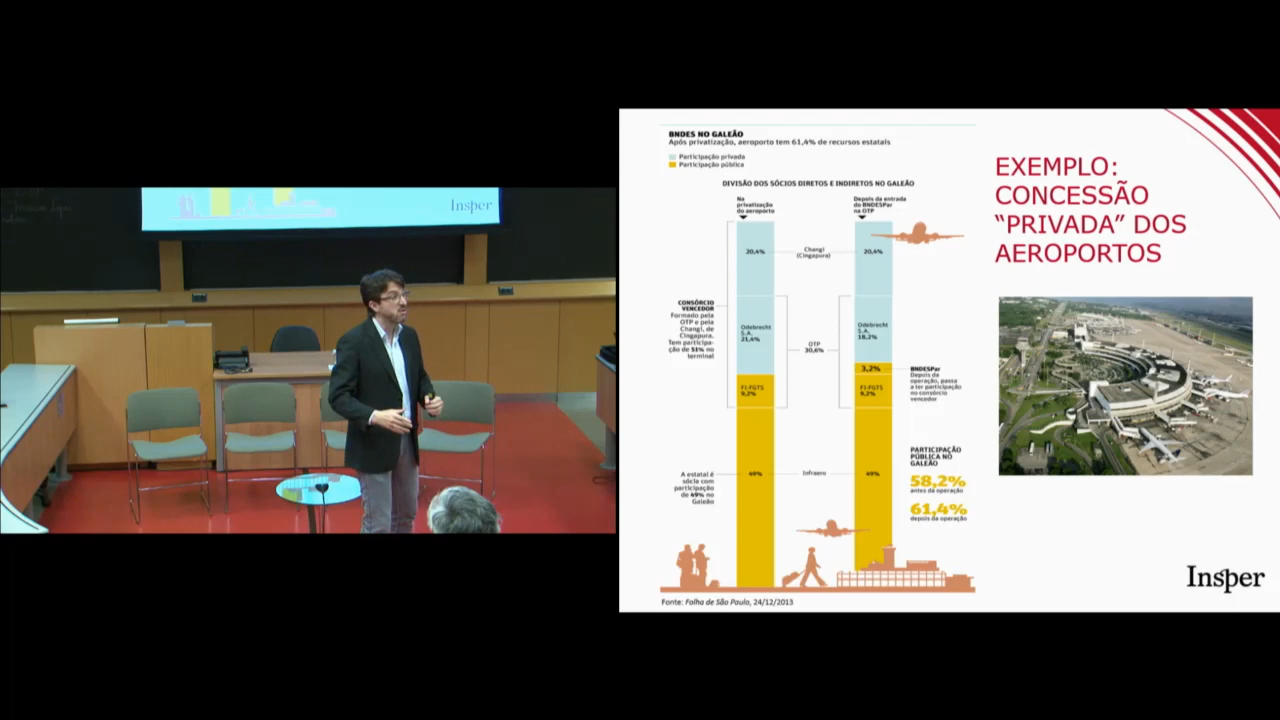 Insper
BNDES NO GALEÃO
Após privatização, aeroporto tem 61,4% de recursos estatais
Participação privada
Participação pública
DIVISÃO DOS SÓCIOS DIRETOS E INDIRETOS NO GALEÃO
Na
privatização
do aeroporto
Depois da entrada
do BNDESPar
na OTP
20,4%
Changi
(Cingapura)
20,4%
CONSÓRCIO
VENCEDOR
Formado pela
OTP e pela
Changi, de
Cingapura.
Tem participa-
ção de 51% no
terminal
Odebrecht
S.A.
21,4%
OTP
30,6%
Odebrecht
S.A.
18,2%
3,2%
BNDESPar
Depois da
operação, passa
a ter participação
no consórcio
vencedor
FI-FGTS
9,2%
FI-FGTS
9,2%
A estatal é
sócia com
participação
de 49% no
Galeão
49%
Infraero
49%
PARTICIPAÇÃO
PÚBLICA NO
GALEÃO
58,2%
antes da operação
61,4%
depois da operação
Fonte: Folha de São Paulo, 24/12/2013
EXEMPLO:
CONCESSÃO
“PRIVADA” DOS
AEROPORTOS
Insper